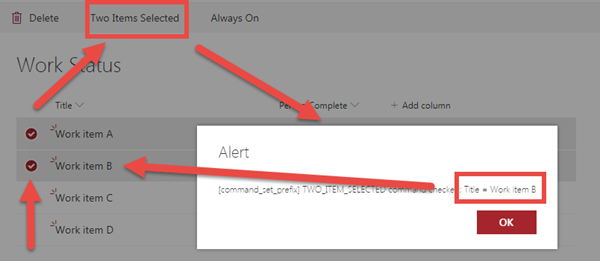 Delete Two Items Selected Always On
Work Status
Title Per Complete + Add column
Work item A
Work item B
Work item C
Work item D
Alert
[command_set_prefix] TWO_ITEM_SELECTED command checked; Title = Work item B
OK